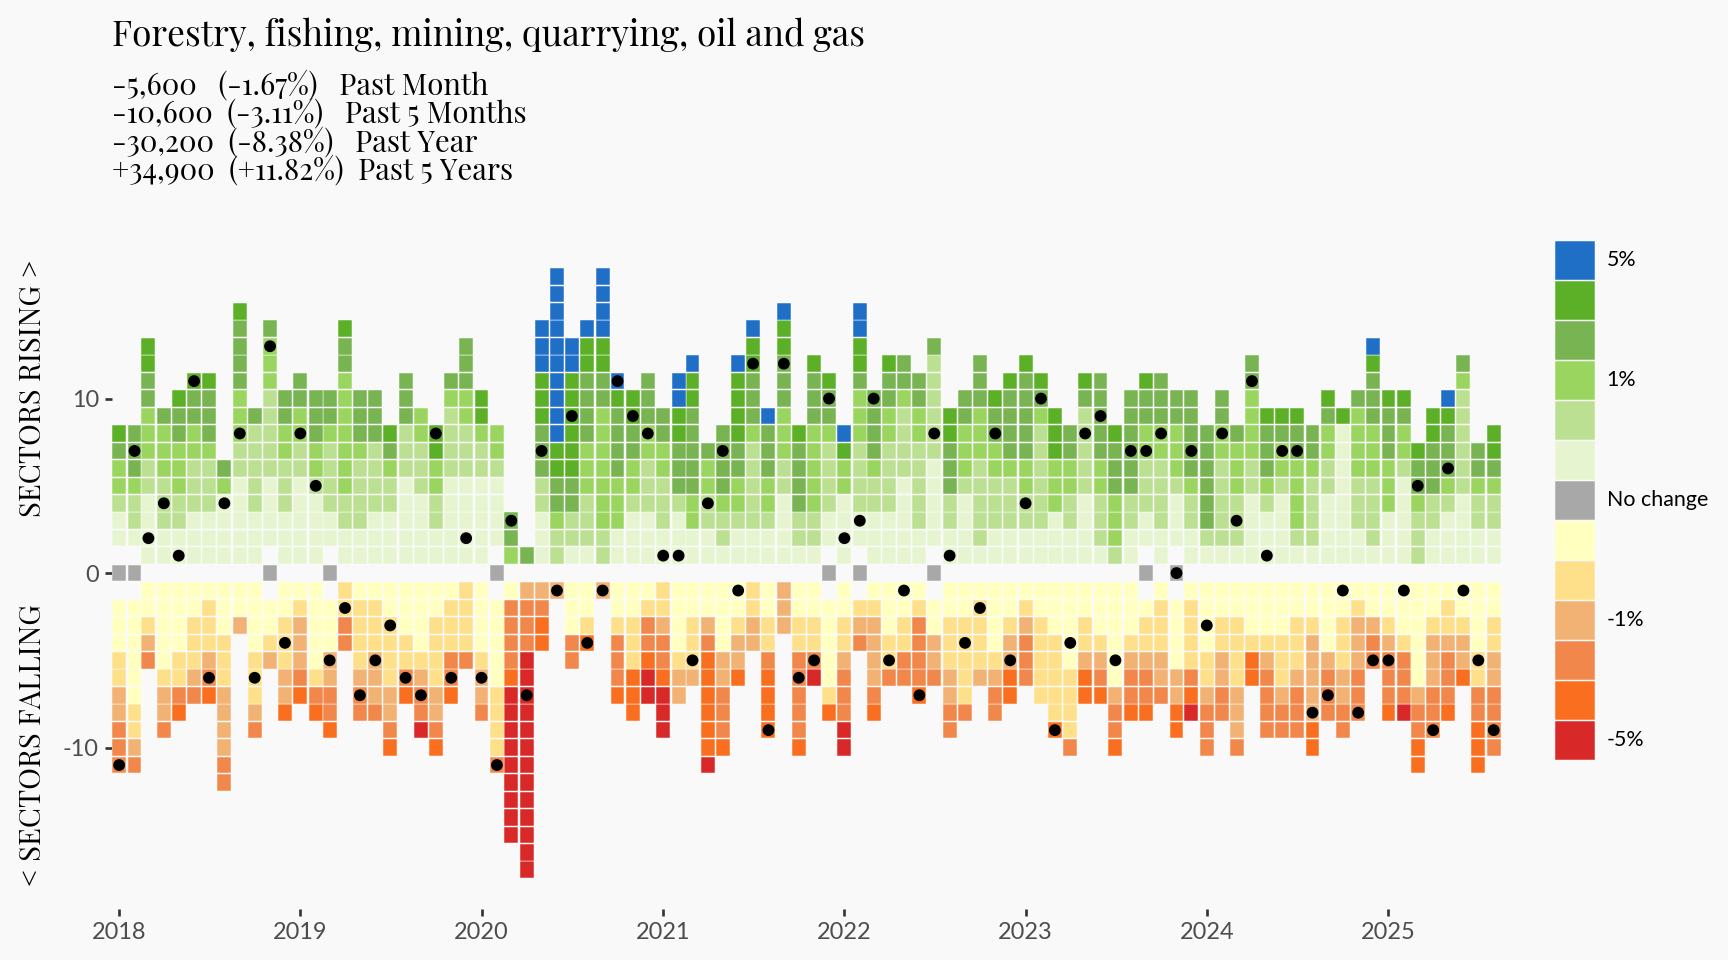 Forestry, fishing, mining, quarrying, oil and gas
-5,600 (-1.67%) Past Month
-10,600 (-3.11%) Past 5 Months
-30,200 (-8.38%) Past Year
+34,900 (+11.82%) Past 5 Years
SECTORS RISING >
< SECTORS FALLING
10
0
-10
2018 2019 2020 2021 2022 2023 2024 2025
5%
1%
No change
-1%
-5%